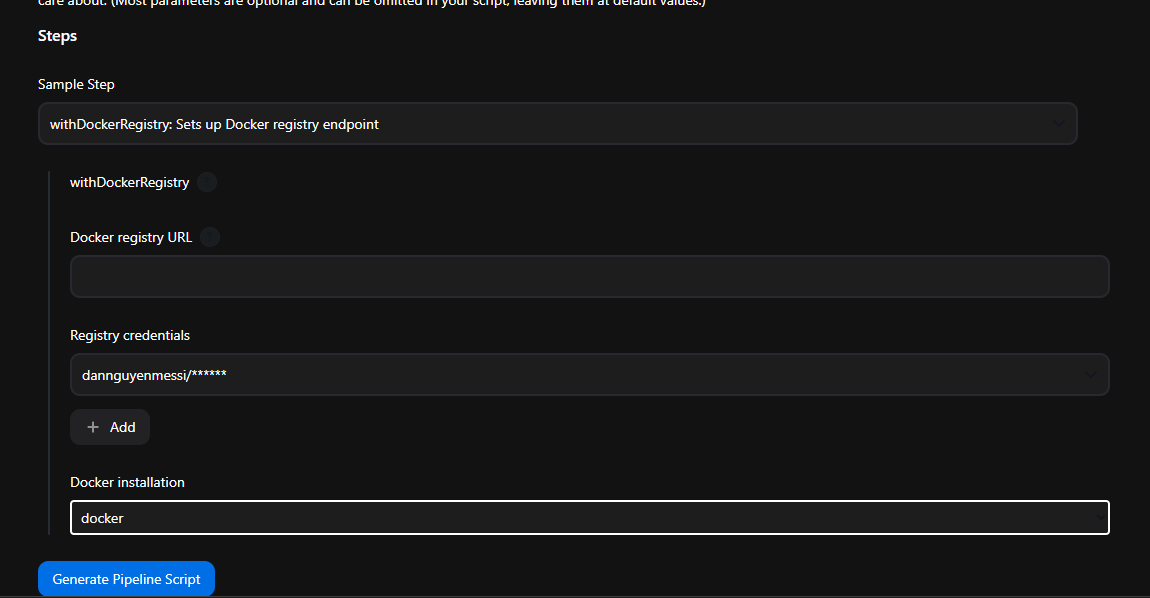 care about. (Most parameters are optional and can be omitted in your script, leaving them at default values.)
Steps
Sample Step
withDockerRegistry: Sets up Docker registry endpoint
withDockerRegistry
Docker registry URL
Registry credentials
dannguyenmessi/******
+ Add
Docker installation
docker
Generate Pipeline Script